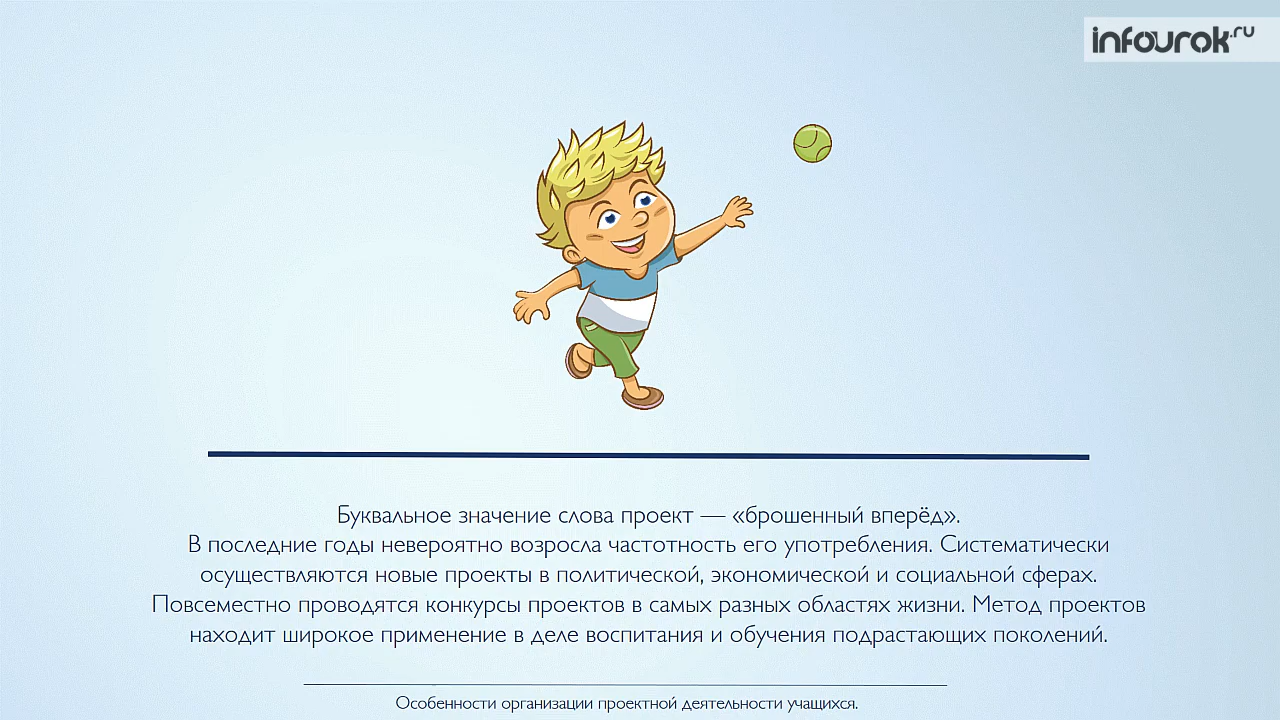 infourok.ru
Буквальное значение слова проект — «брошенный вперёд».
В последние годы невероятно возросла частотность его употребления. Систематически
осуществляются новые проекты в политической, экономической и социальной сферах.
Повсеместно проводятся конкурсы проектов в самых разных областях жизни. Метод проектов
находит широкое применение в деле воспитания и обучения подрастающих поколений.
Особенности организации проектной деятельности учащихся.